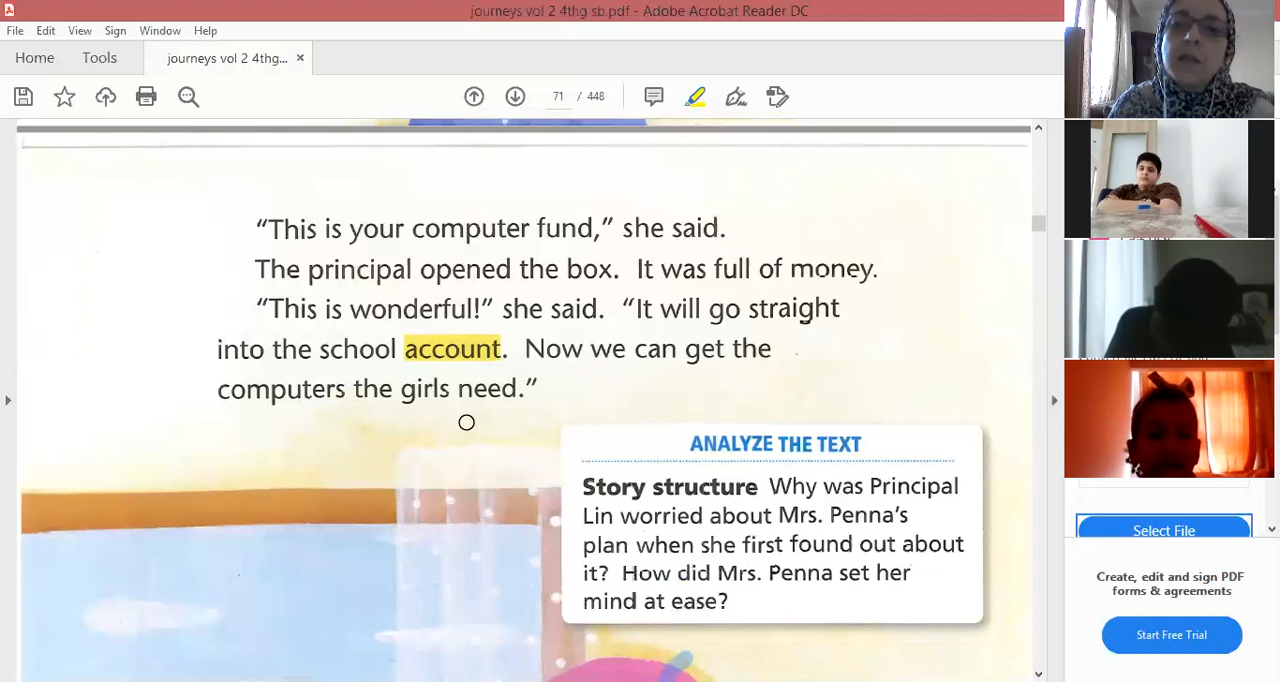 journeys vol 2 4thg sb.pdf - Adobe Acrobat Reader DC
File Edit View Sign Window Help
Home Tools journeys vol 2 4thg... ×
71 / 448
“This is your computer fund,” she said.
The principal opened the box. It was full of money.
“This is wonderful!” she said. “It will go straight
into the school account. Now we can get the
computers the girls need.”
ANALYZE THE TEXT
Story structure Why was Principal
Lin worried about Mrs. Penna’s
plan when she first found out about
it? How did Mrs. Penna set her
mind at ease?
Select File
Create, edit and sign PDF
forms & agreements
Start Free Trial